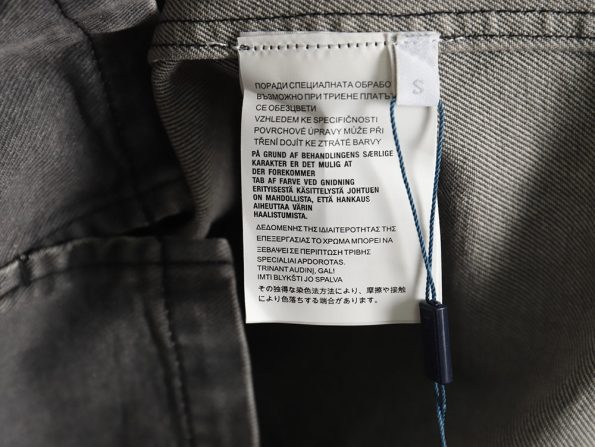 S
ПОРАДИ СПЕЦИАЛНАТА ОБРАБО
ВЪЗМОЖНО ПРИ ТРИЕНЕ ПЛАТЪ
СЕ ОБЕЗЦВЕТИ
VZHLEDEM KE SPECIFIČNOSTI
POVRCHOVÉ ÚPRAVY MŮŽE PŘI
TŘENÍ DOJÍT KE ZTRÁTĚ BARVY
PÅ GRUND AF BEHANDLINGENS SÆRLIGE
KARAKTER ER DET MULIG AT
DER FOREKOMMER
TAB AF FARVE VED GNIDNING
ERITYISESTÄ KÄSITTELYSTÄ JOHTUEN
ON MAHDOLLISTA, ETTÄ HANKAUS
AIHEUTTAA VÄRIN
HAALISTUMISTA.
ΔΕΔΟΜΕΝΗΣ ΤΗΣ ΙΔΙΑΙΤΕΡΟΤΗΤΑΣ ΤΗΣ
ΕΠΕΞΕΡΓΑΣΙΑΣ ΤΟ ΧΡΩΜΑ ΜΠΟΡΕΙ ΝΑ
ΞΕΒΑΨΕΙ ΣΕ ΠΕΡΙΠΤΩΣΗ ΤΡΙΒΗΣ
SPECIALIAI APDOROTAS.
TRINANT AUDINĮ, GALI
IMTI BLYKŠTI JO SPALVA
その独得な染色法方法により、摩擦や接触
により色落ちする場合があります。